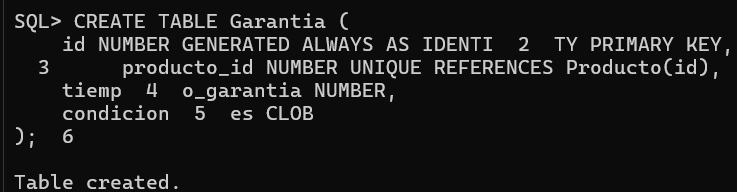 SQL> CREATE TABLE Garantia (
    id NUMBER GENERATED ALWAYS AS IDENTI  2  TY PRIMARY KEY,
  3      producto_id NUMBER UNIQUE REFERENCES Producto(id),
    tiemp  4  o_garantia NUMBER,
    condicion  5  es CLOB
);  6
Table created.